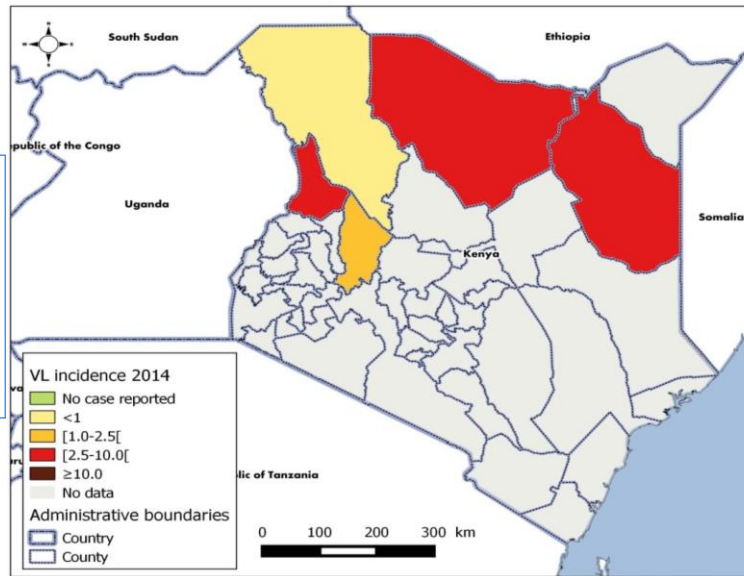 South Sudan
Ethiopia
epublic of the Congo
Uganda
Somalia
Kenya
VL incidence 2014
No case reported
<1
[1.0-2.5[
[2.5-10.0[
≥10.0
No data
Administrative boundaries
Country
County
lic of Tanzania
0 100 200 300 km